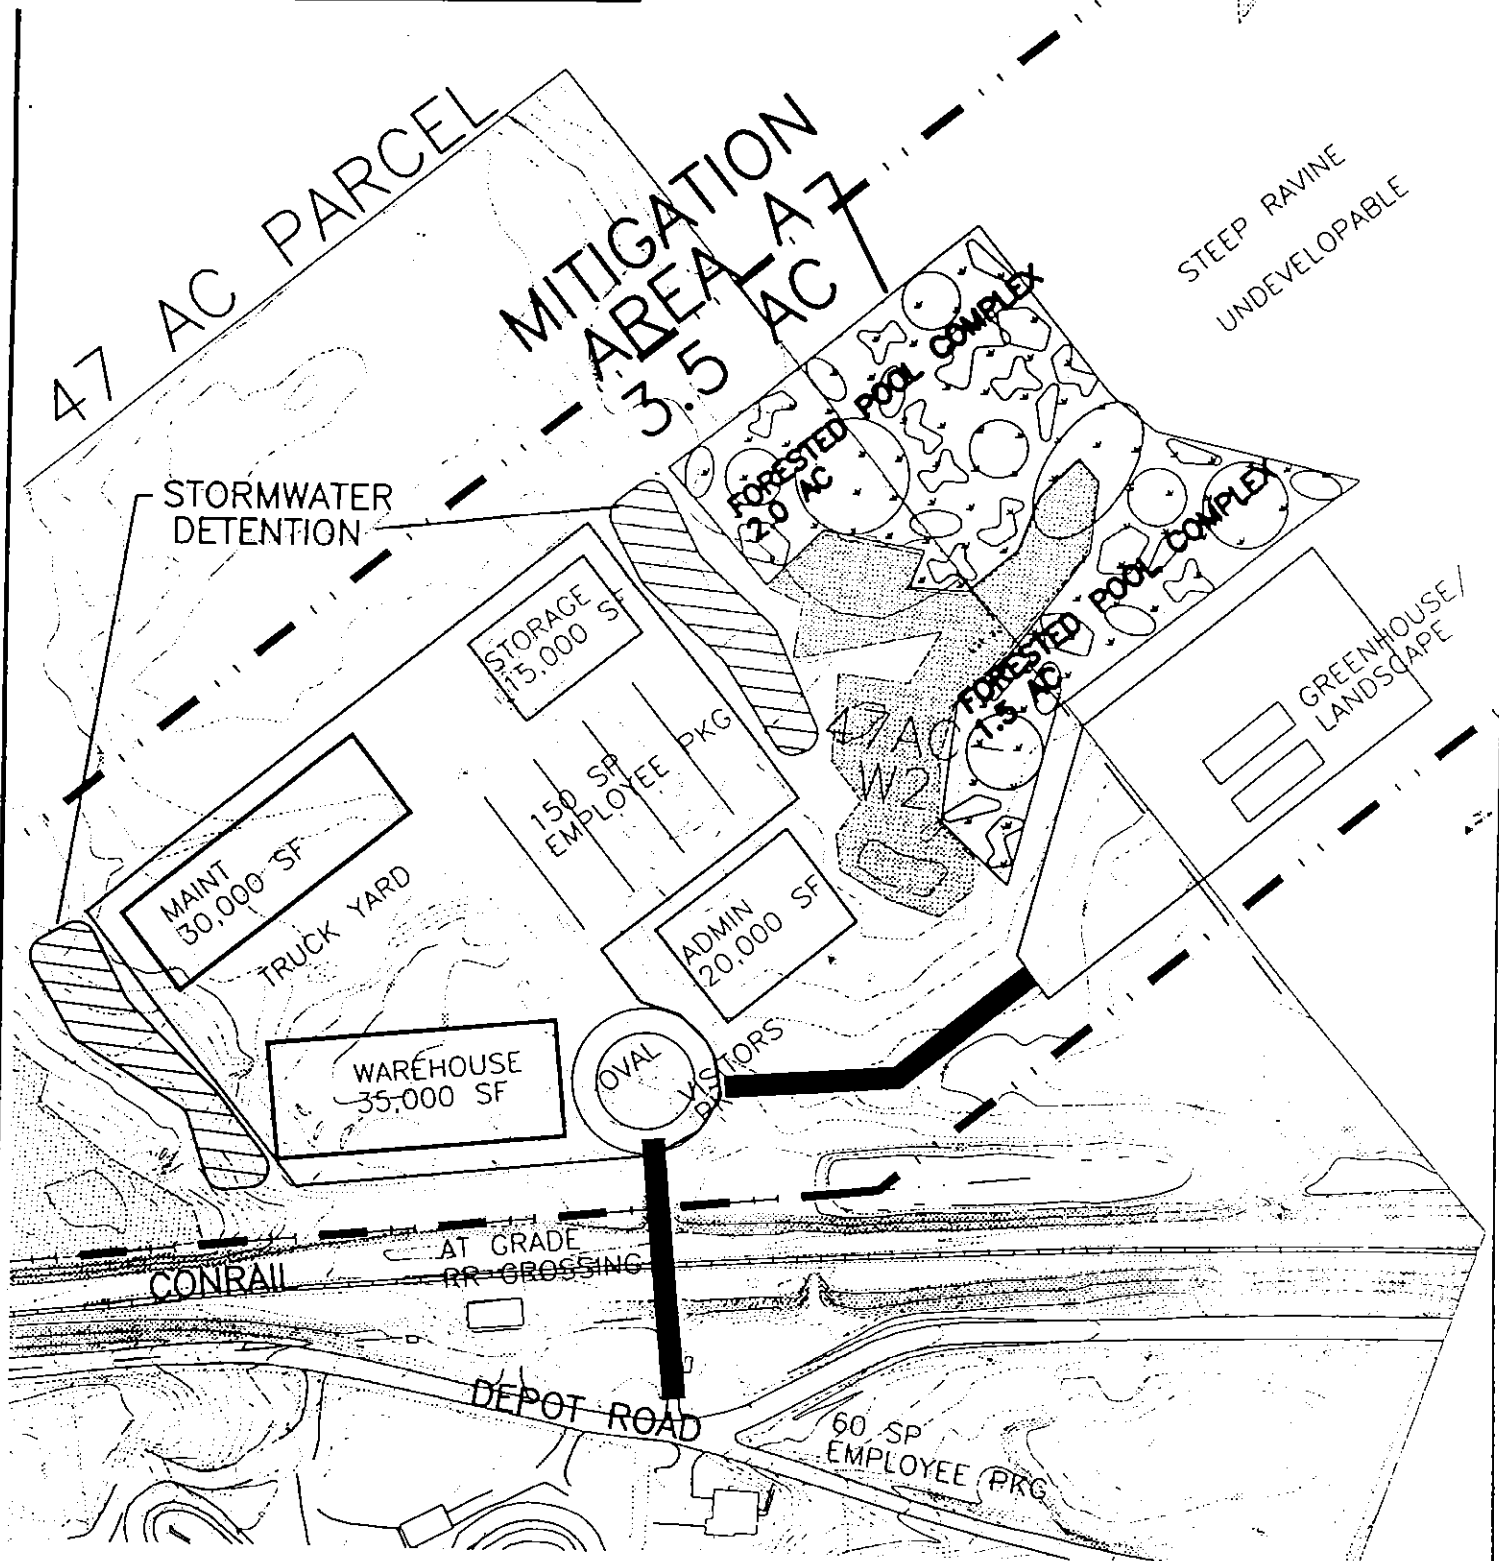 47 AC PARCEL
MITIGATION
AREA A7
3.5 AC
STEEP RAVINE
UNDEVELOPABLE
FORESTED POOL COMPLEX
2.0 AC
STORMWATER
DETENTION
FORESTED POOL COMPLEX
1.5 AC
GREENHOUSE/
LANDSCAPE
STORAGE
15,000 SF
47AC
W2
150 SP
EMPLOYEE PKG
MAINT
30,000 SF
TRUCK YARD
ADMIN
20,000 SF
WAREHOUSE
35,000 SF
OVAL
VISITORS
AT GRADE
RR CROSSING
CONRAIL
DEPOT ROAD
60 SP
EMPLOYEE PKG